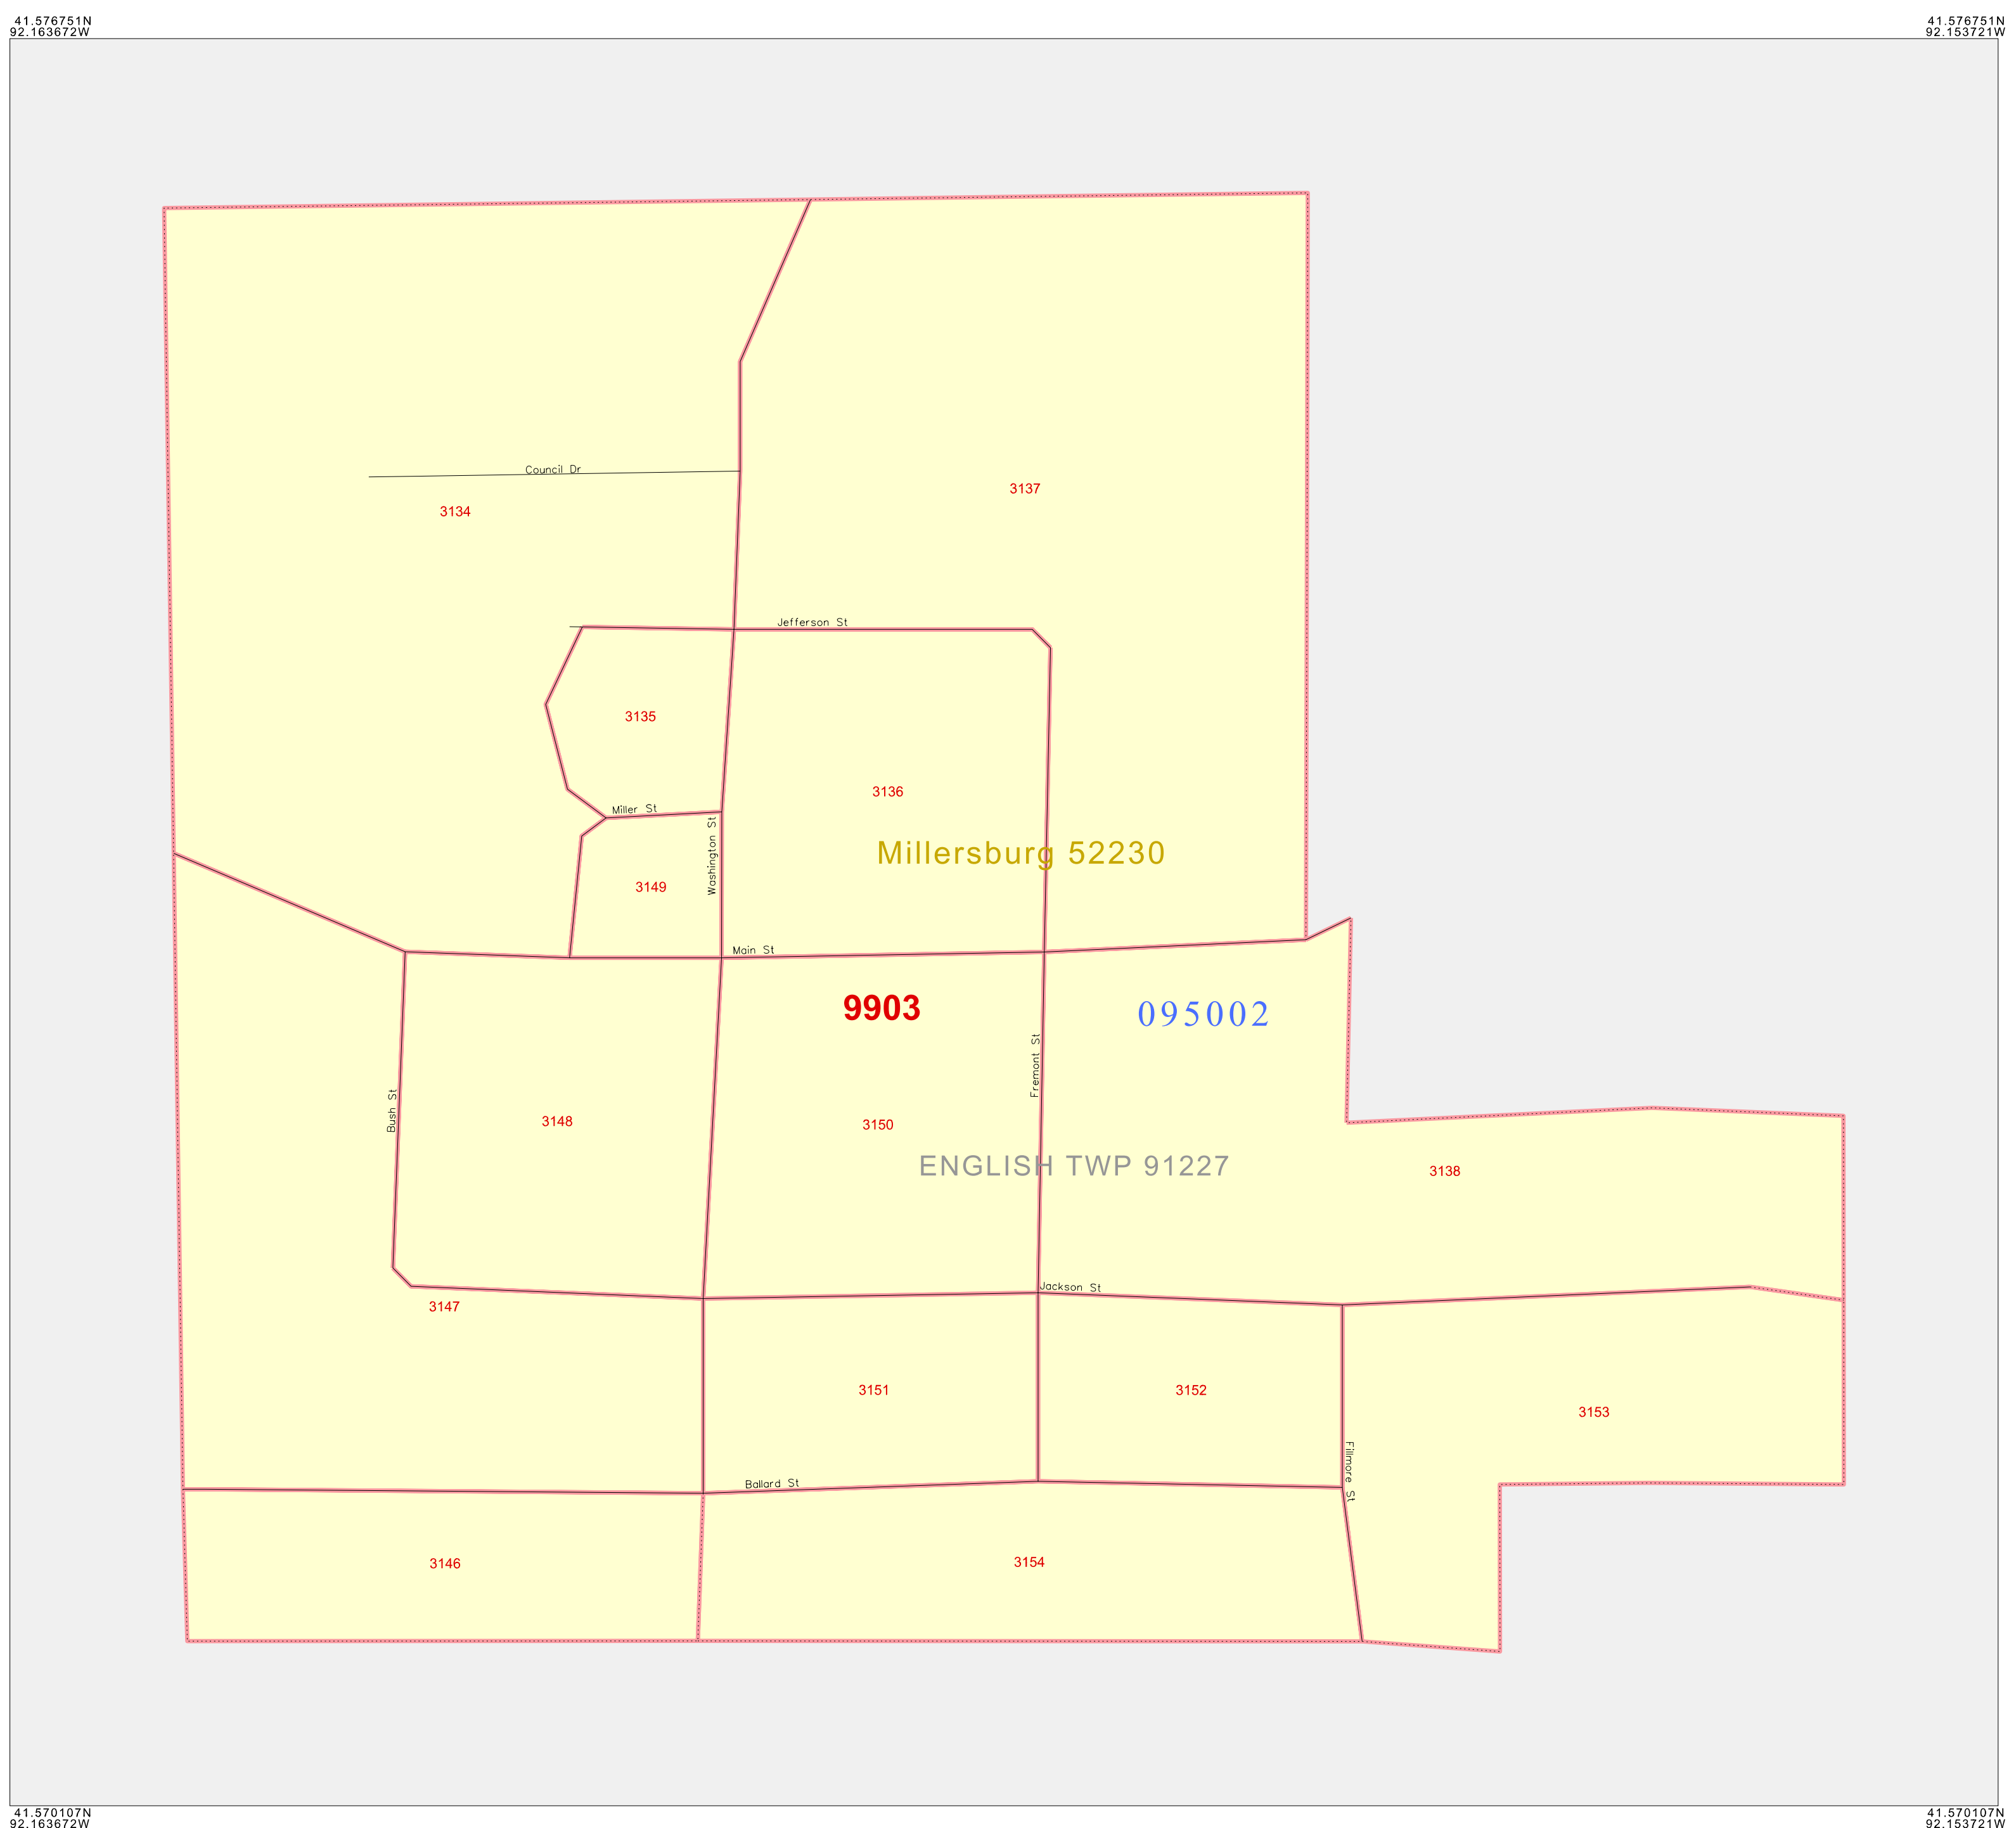 41.576751N
92.163672W
41.576751N
92.153721W
Council Dr
3137
3134
Jefferson St
3135
3136
Miller St
Washington St
Millersburg 52230
3149
Main St
9903
095002
Fremont St
Bush St
3148
3150
ENGLISH TWP 91227
3138
Jackson St
3147
3151
3152
3153
Fillmore St
Ballard St
3146
3154
41.570107N
92.163672W
41.570107N
92.153721W